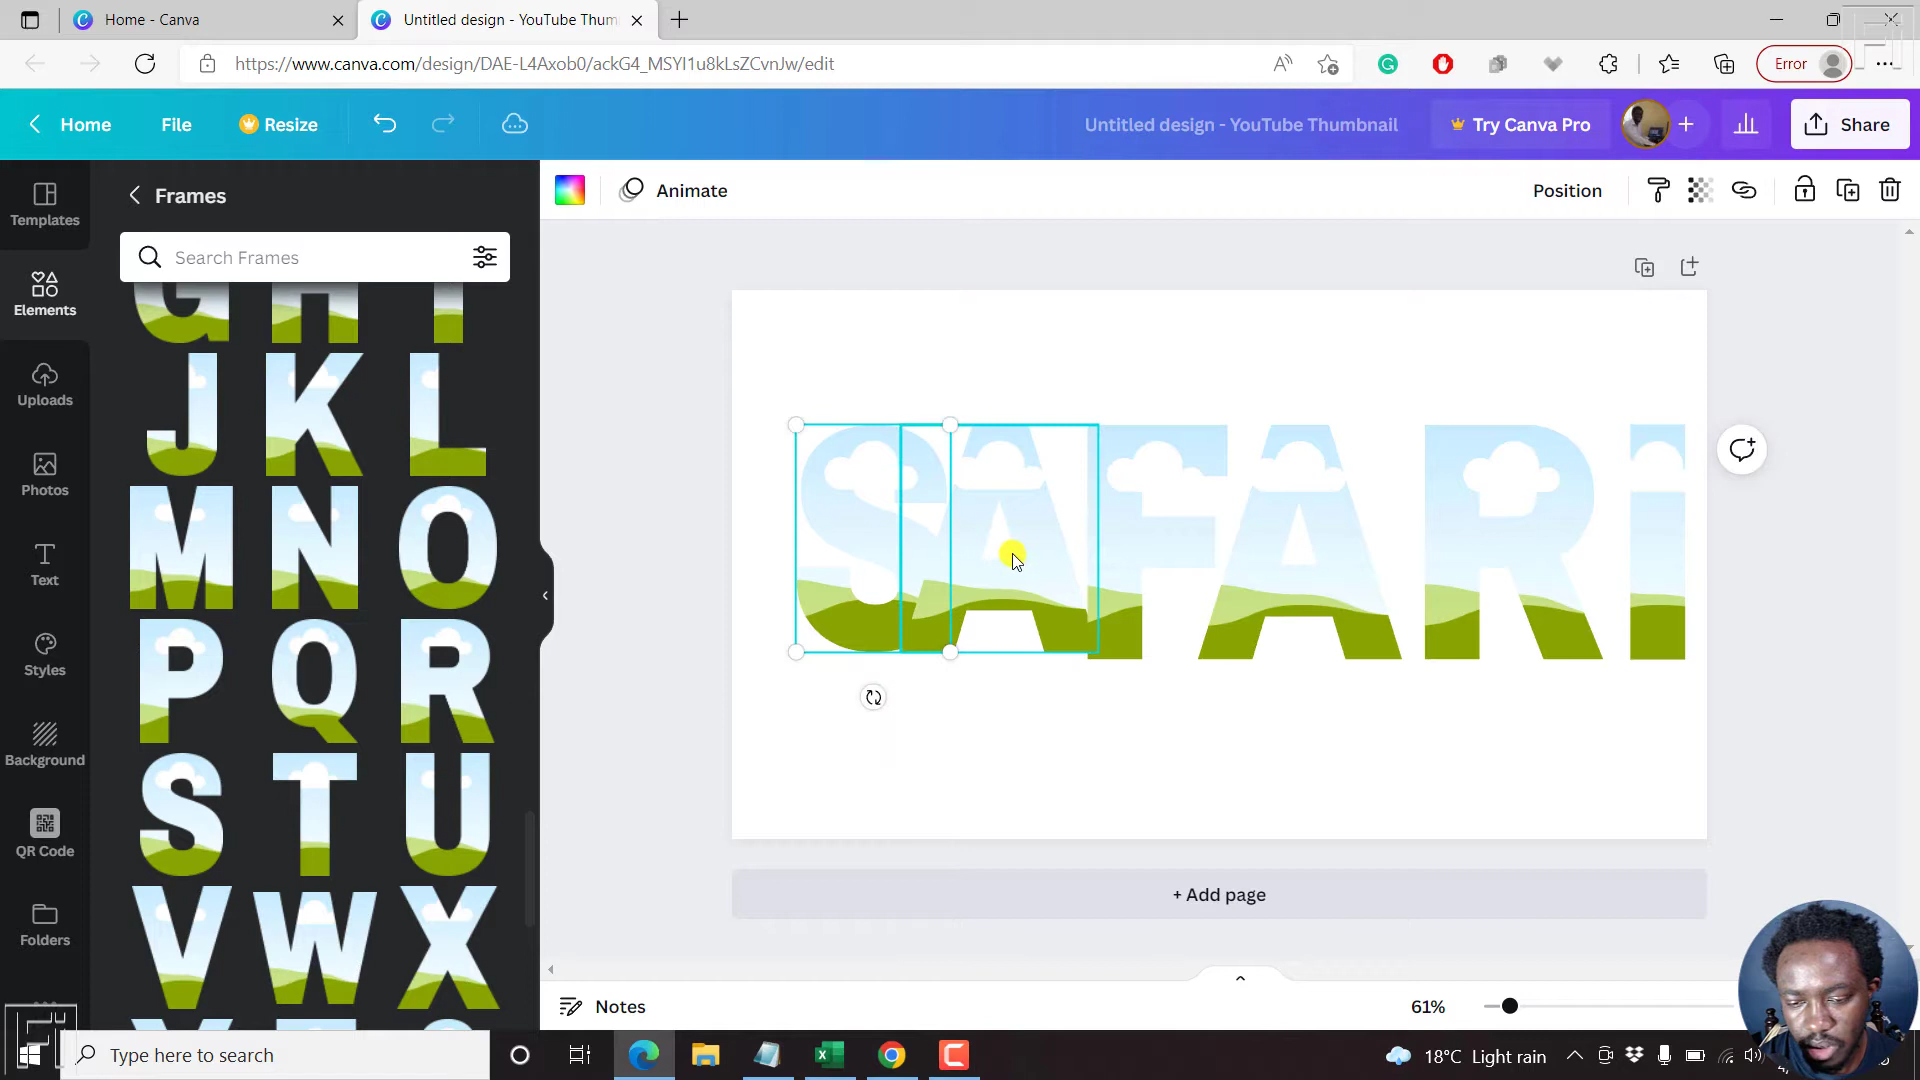 Home - Canva
Untitled design - YouTube Thum
https://www.canva.com/design/DAE-L4Axob0/ackG4_MSYI1u8kLsZCvnJw/edit
Error
Home
File
Resize
Untitled design - YouTube Thumbnail
Try Canva Pro
Share
Templates
Elements
Uploads
Photos
Text
Styles
Background
QR Code
Folders
Frames
Search Frames
G H I
J K L
M N O
P Q R
S T U
V W X
Animate
Position
SAFARi
+ Add page
Notes
61%
Type here to search
18°C Light rain